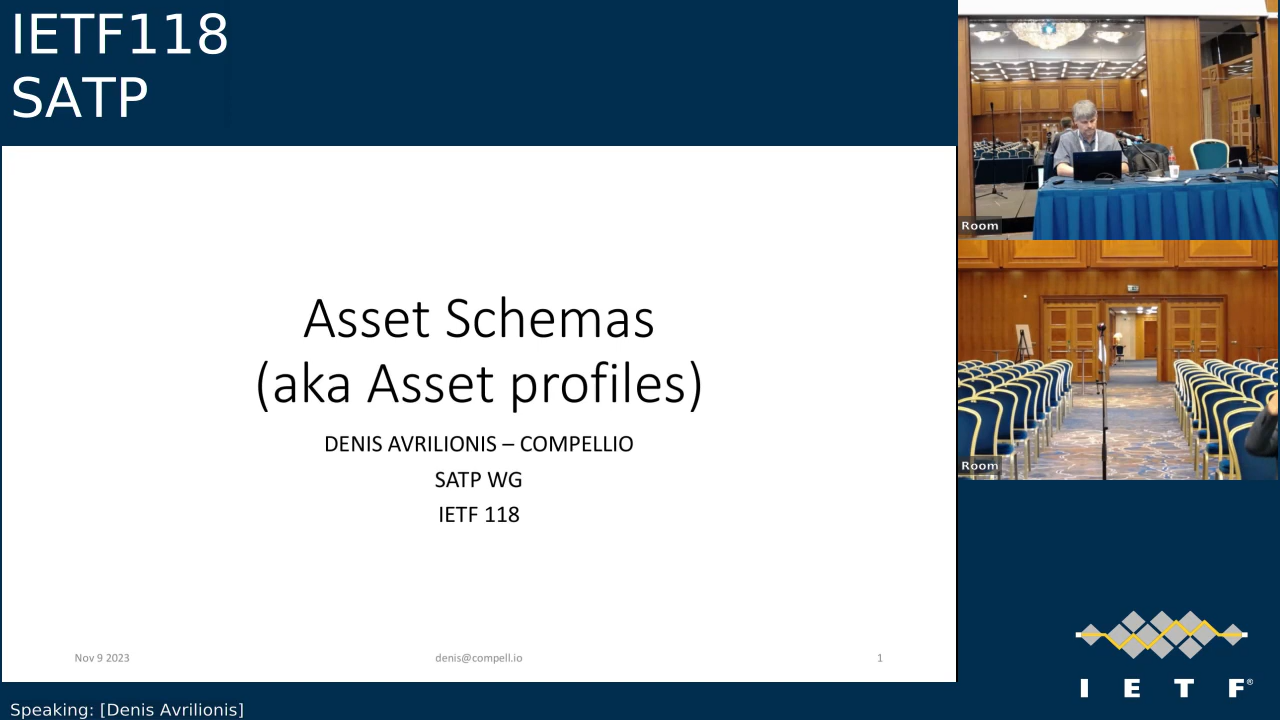 IETF118
SATP
Asset Schemas
(aka Asset profiles)
DENIS AVRILIONIS – COMPELLIO
SATP WG
IETF 118
Nov 9 2023
denis@compell.io
1
Room
Room
I E T F®
Speaking: [Denis Avrilionis]